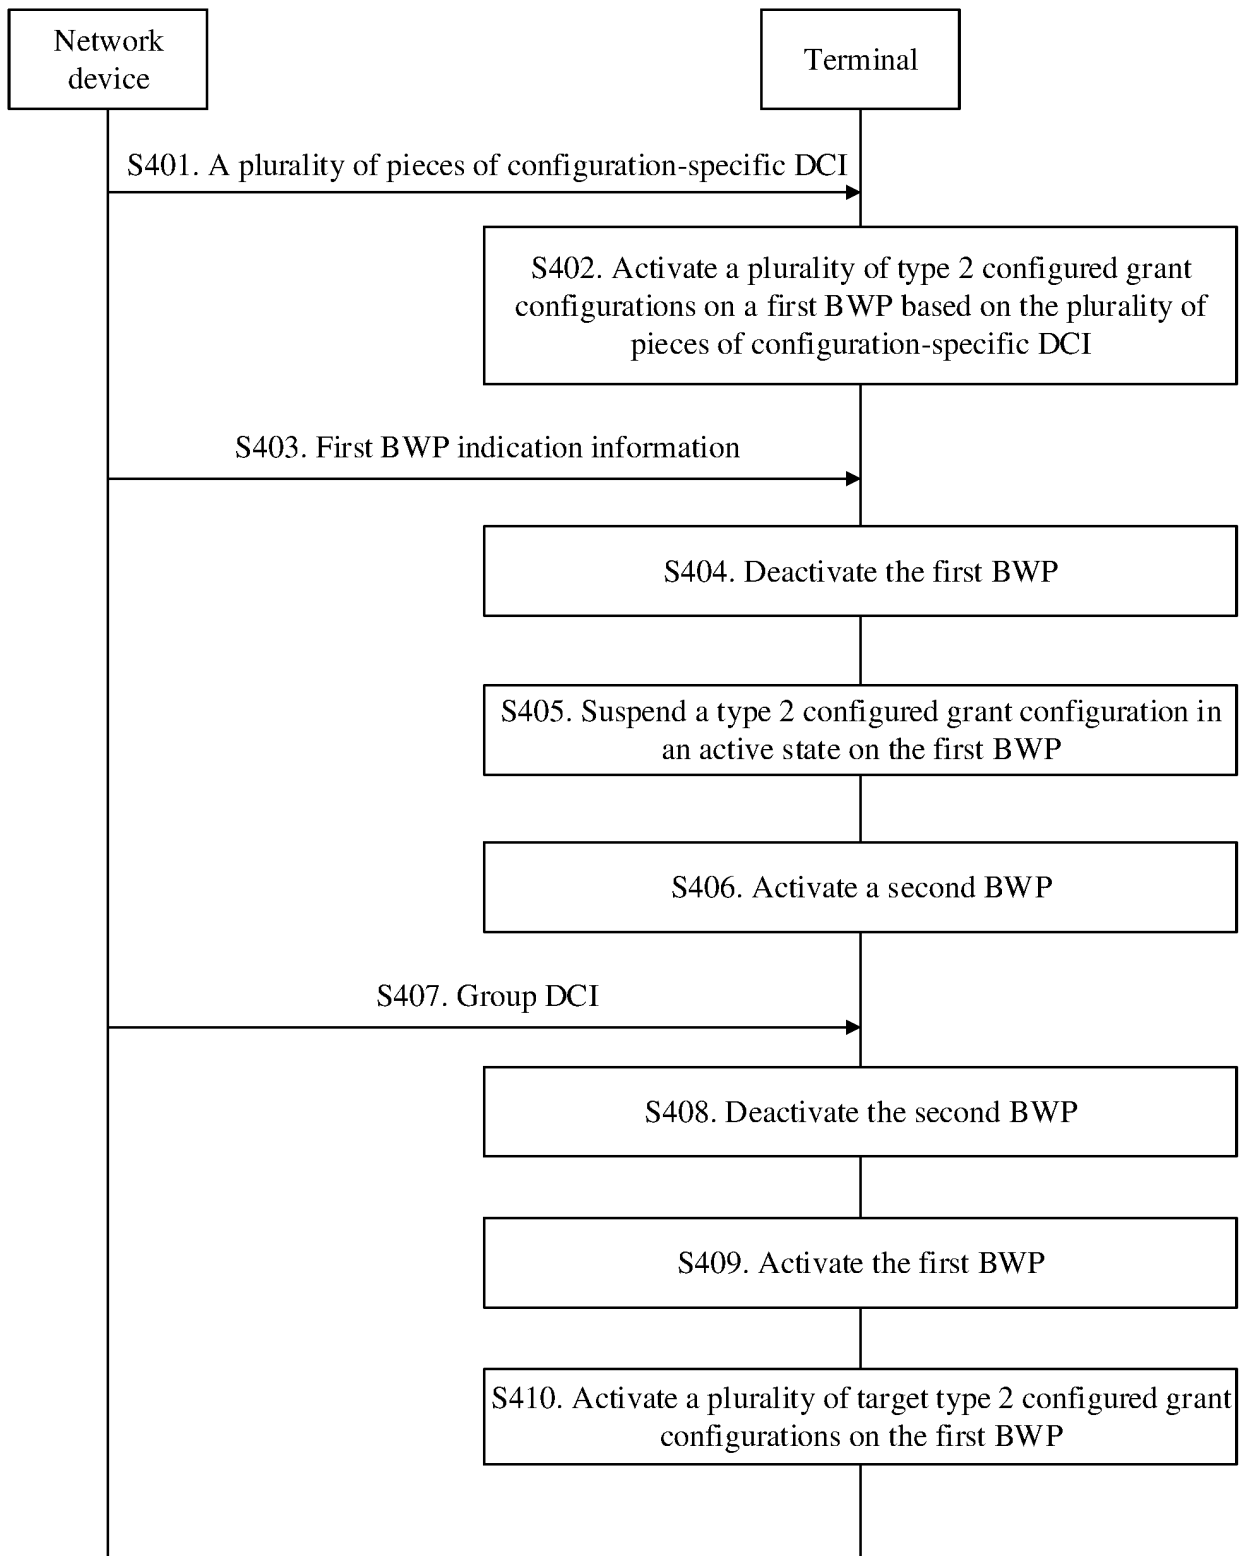 Network
device
Terminal
S401. A plurality of pieces of configuration-specific DCI
S402. Activate a plurality of type 2 configured grant
configurations on a first BWP based on the plurality of
pieces of configuration-specific DCI
S403. First BWP indication information
S404. Deactivate the first BWP
S405. Suspend a type 2 configured grant configuration in
an active state on the first BWP
S406. Activate a second BWP
S407. Group DCI
S408. Deactivate the second BWP
S409. Activate the first BWP
S410. Activate a plurality of target type 2 configured grant
configurations on the first BWP